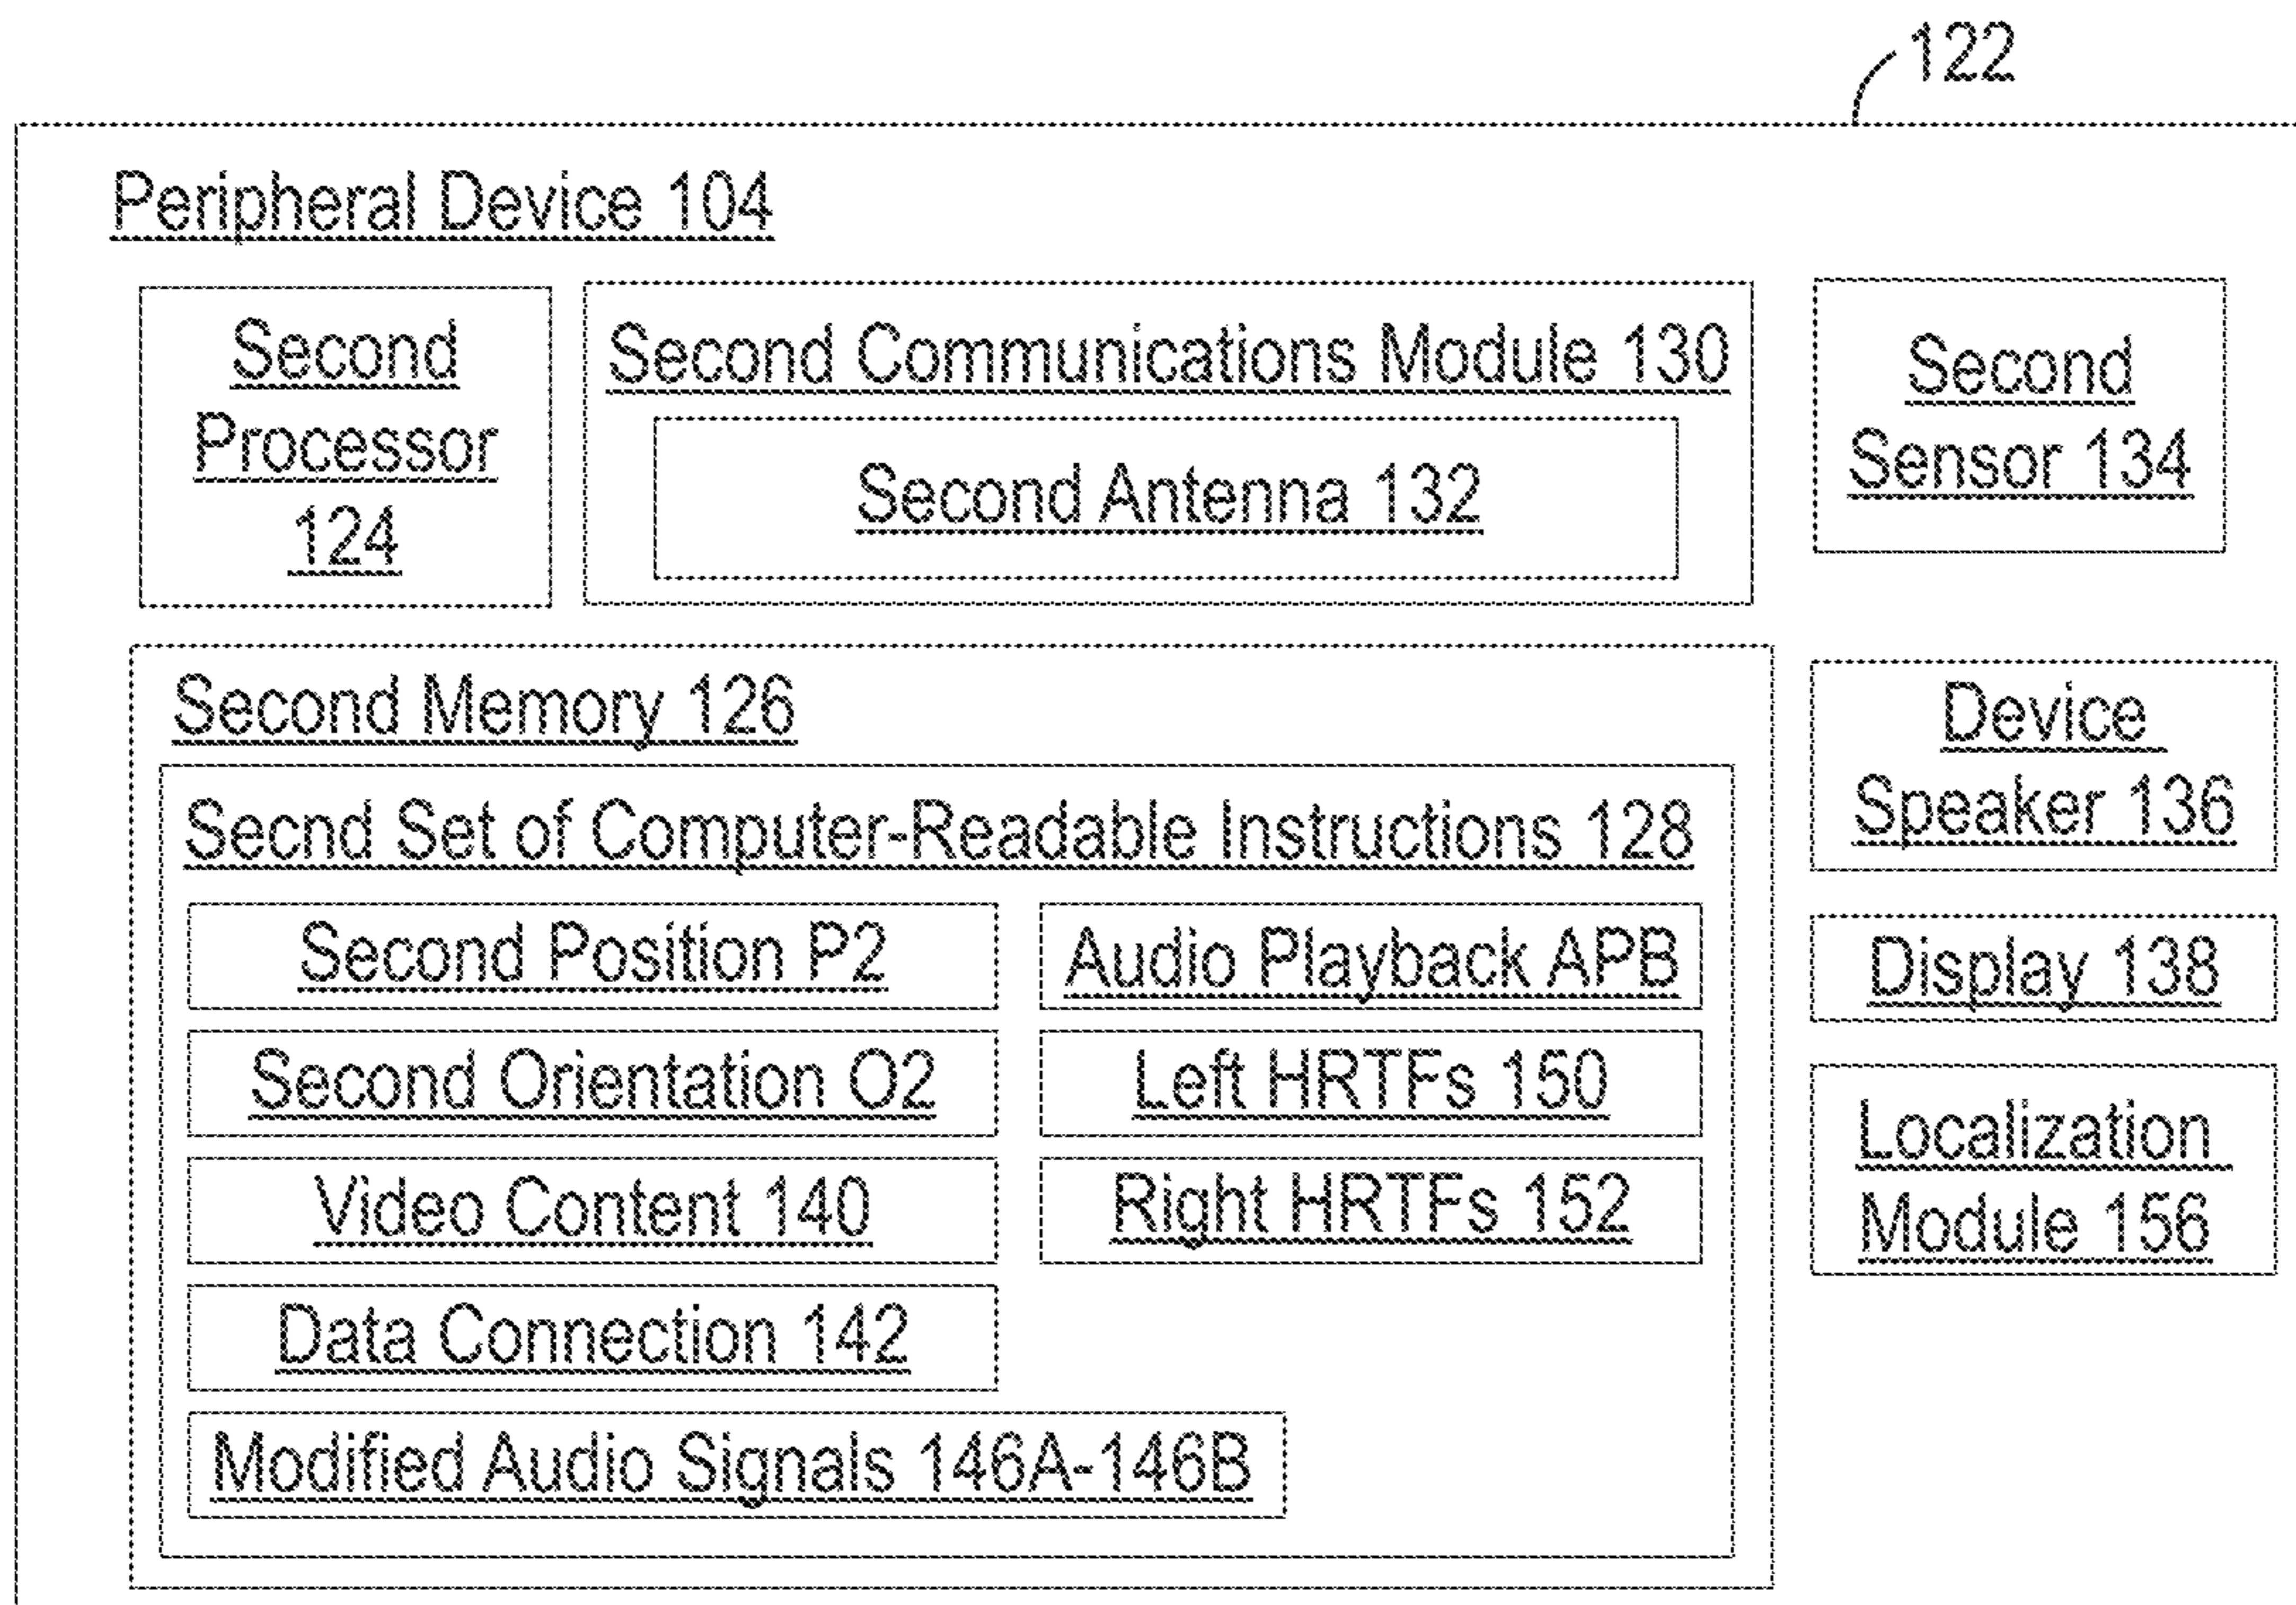 122
Peripheral Device 104
Second
Processor
124
Second Communications Module 130
Second Antenna 132
Second
Sensor 134
Second Memory 126
Secnd Set of Computer-Readable Instructions 128
Second Position P2
Audio Playback APB
Second Orientation O2
Left HRTFs 150
Video Content 140
Right HRTFs 152
Data Connection 142
Modified Audio Signals 146A-146B
Device
Speaker 136
Display 138
Localization
Module 156